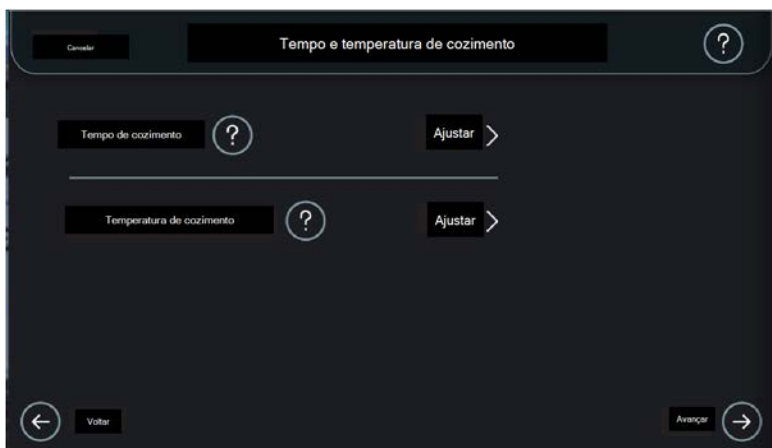 Cancelar
Tempo e temperatura de cozimento
?
Tempo de cozimento
?
Ajustar
Temperatura de cozimento
?
Ajustar
Voltar
Avançar